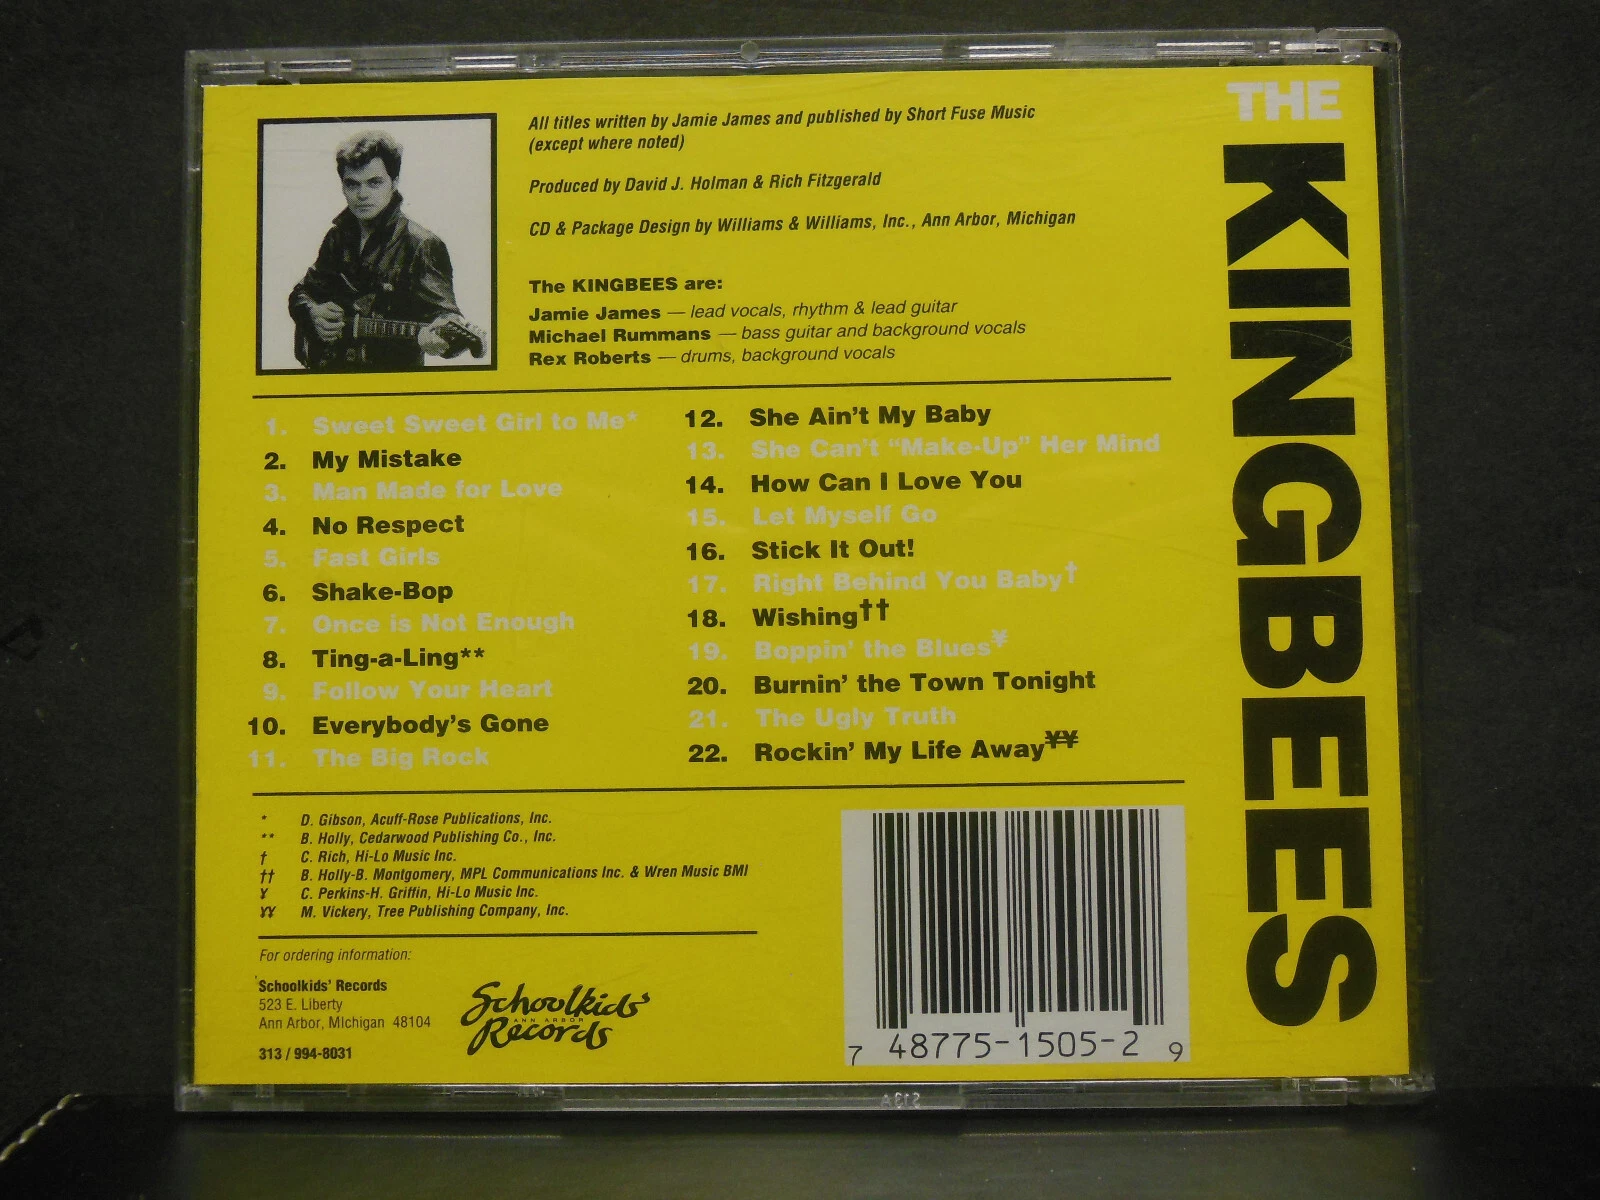 THE KINGBEES
All titles written by Jamie James and published by Short Fuse Music
(except where noted)
Produced by David J. Holman & Rich Fitzgerald
CD & Package Design by Williams & Williams, Inc., Ann Arbor, Michigan
The KINGBEES are:
Jamie James — lead vocals, rhythm & lead guitar
Michael Rummans — bass guitar and background vocals
Rex Roberts — drums, background vocals
1. Sweet Sweet Girl to Me*
2. My Mistake
3. Man Made for Love
4. No Respect
5. Fast Girls
6. Shake-Bop
7. Once is Not Enough
8. Ting-a-Ling**
9. Follow Your Heart
10. Everybody's Gone
11. The Big Rock
12. She Ain't My Baby
13. She Can't "Make-Up" Her Mind
14. How Can I Love You
15. Let Myself Go
16. Stick It Out!
17. Right Behind You Baby†
18. Wishing††
19. Boppin' the Blues¥
20. Burnin' the Town Tonight
21. The Ugly Truth
22. Rockin' My Life Away¥¥
* D. Gibson, Acuff-Rose Publications, Inc.
** B. Holly, Cedarwood Publishing Co., Inc.
† C. Rich, Hi-Lo Music Inc.
†† B. Holly-B. Montgomery, MPL Communications Inc. & Wren Music BMI
¥ C. Perkins-H. Griffin, Hi-Lo Music Inc.
¥¥ M. Vickery, Tree Publishing Company, Inc.
For ordering information:
Schoolkids' Records
523 E. Liberty
Ann Arbor, MIchigan 48104
313 / 994-8031
Schoolkids'
ANN ARBOR
Records
7 48775-1505-2 9